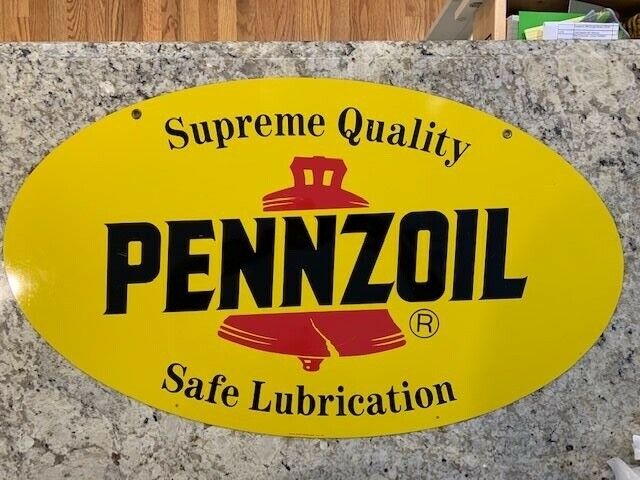 Supreme Quality
PENNZOIL
®
Safe Lubrication